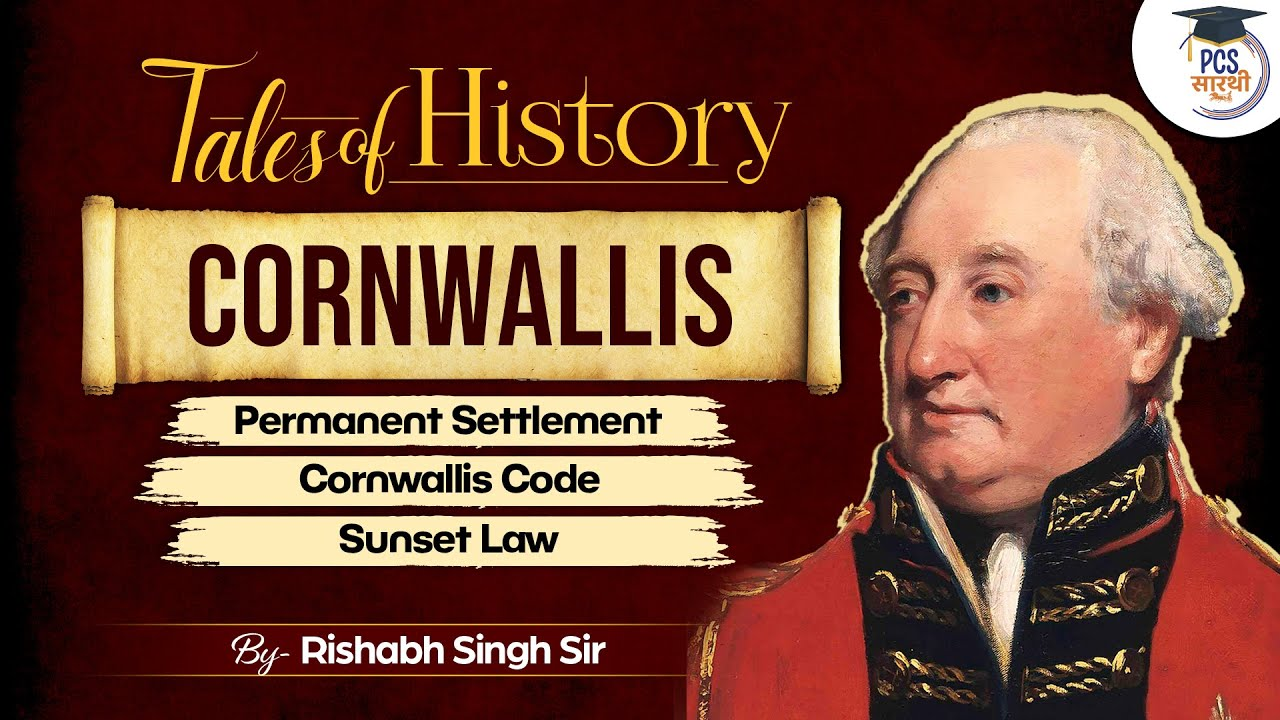 Tales of History
PCS
सारथी
CORNWALLIS
Permanent Settlement
Cornwallis Code
Sunset Law
By- Rishabh Singh Sir